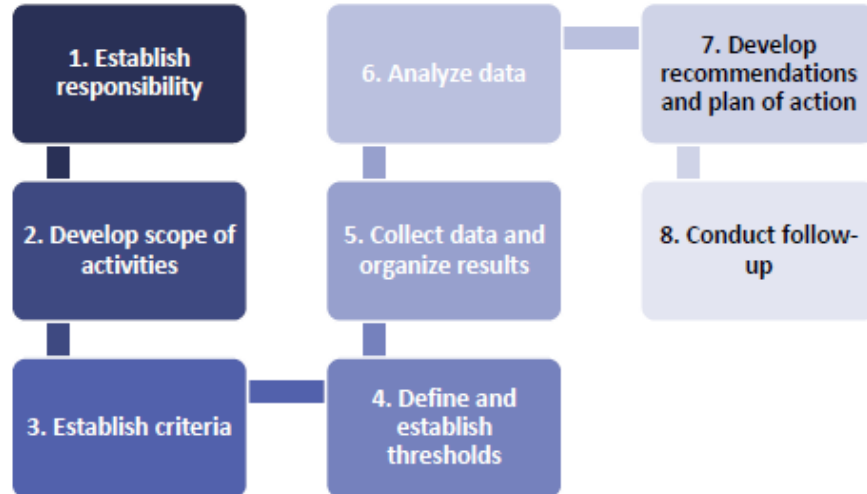 1. Establish
responsibility
2. Develop scope of
activities
3. Establish criteria
4. Define and
establish
thresholds
5. Collect data and
organize results
6. Analyze data
7. Develop
recommendations
and plan of action
8. Conduct follow-
up